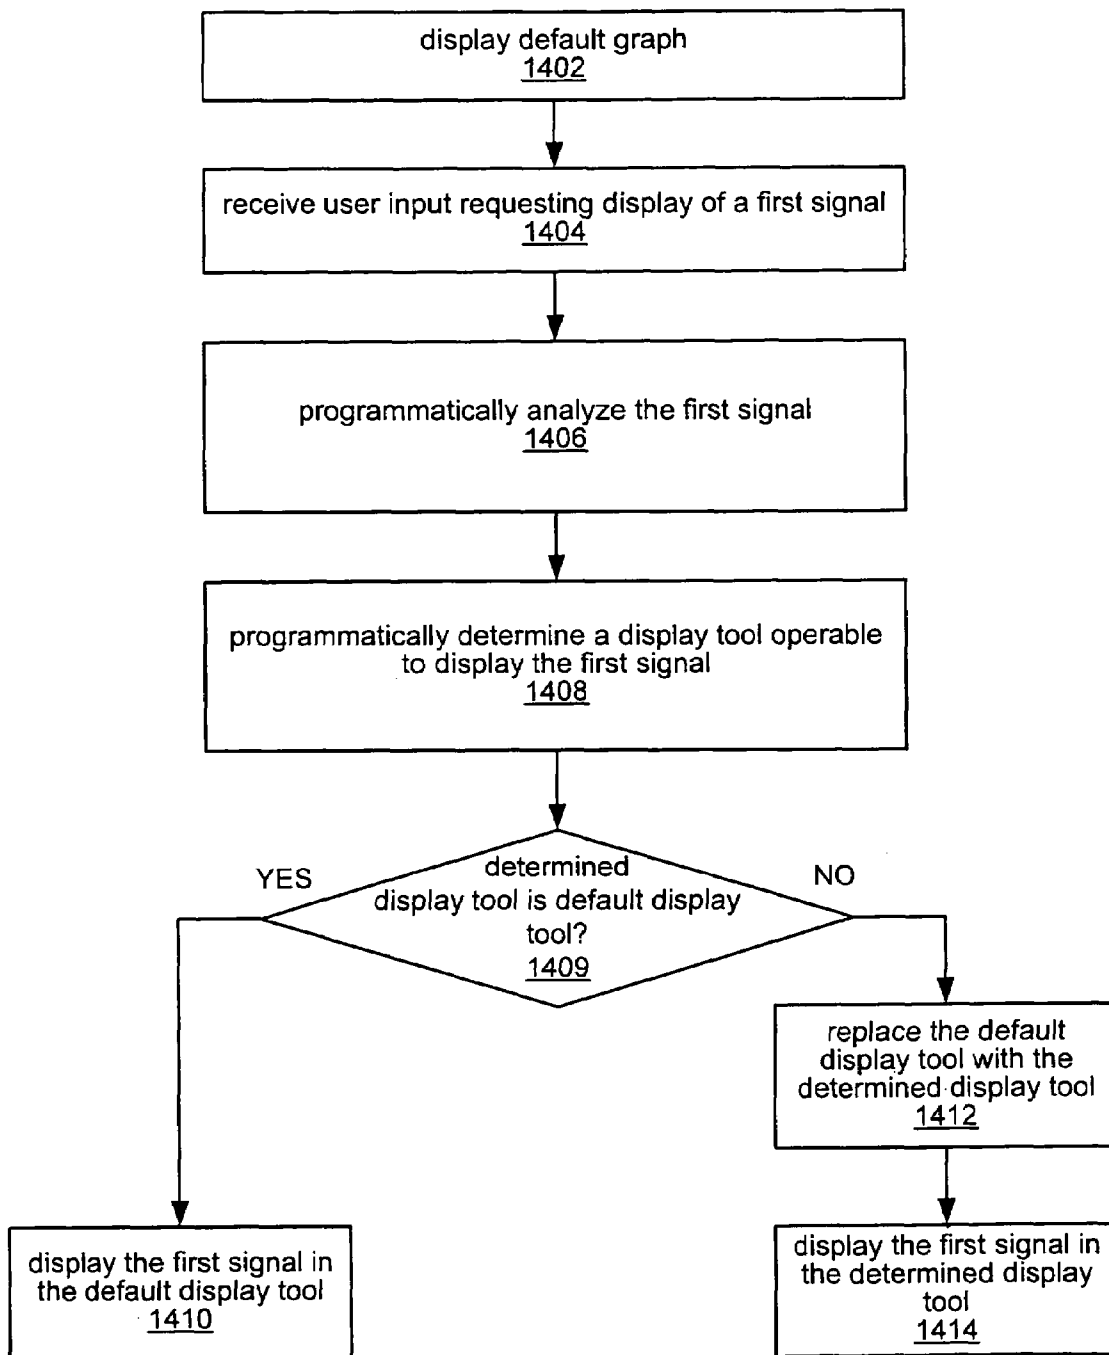 display default graph
1402
receive user input requesting display of a first signal
1404
programmatically analyze the first signal
1406
programmatically determine a display tool operable
to display the first signal
1408
YES
determined
display tool is default display
tool?
1409
NO
replace the default
display tool with the
determined display tool
1412
display the first signal in
the default display tool
1410
display the first signal in
the determined display
tool
1414